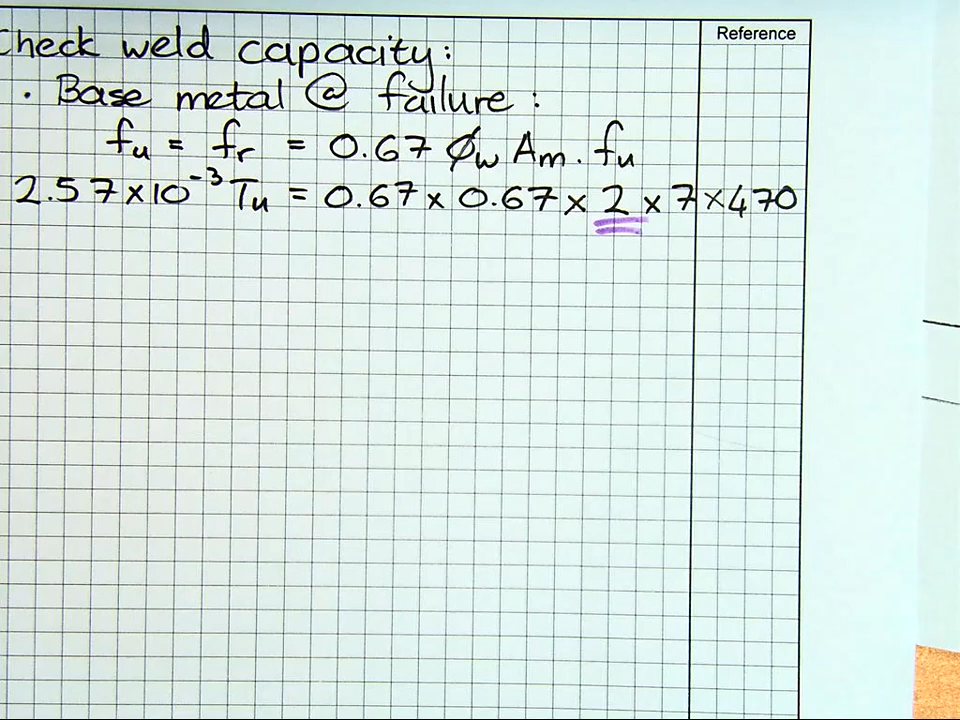 Reference
Check weld capacity:
· Base metal @ failure:
fu = fr = 0.67 ϕw Am. fu
2.57×10⁻³ Tu = 0.67 × 0.67 × 2 × 7 × 470